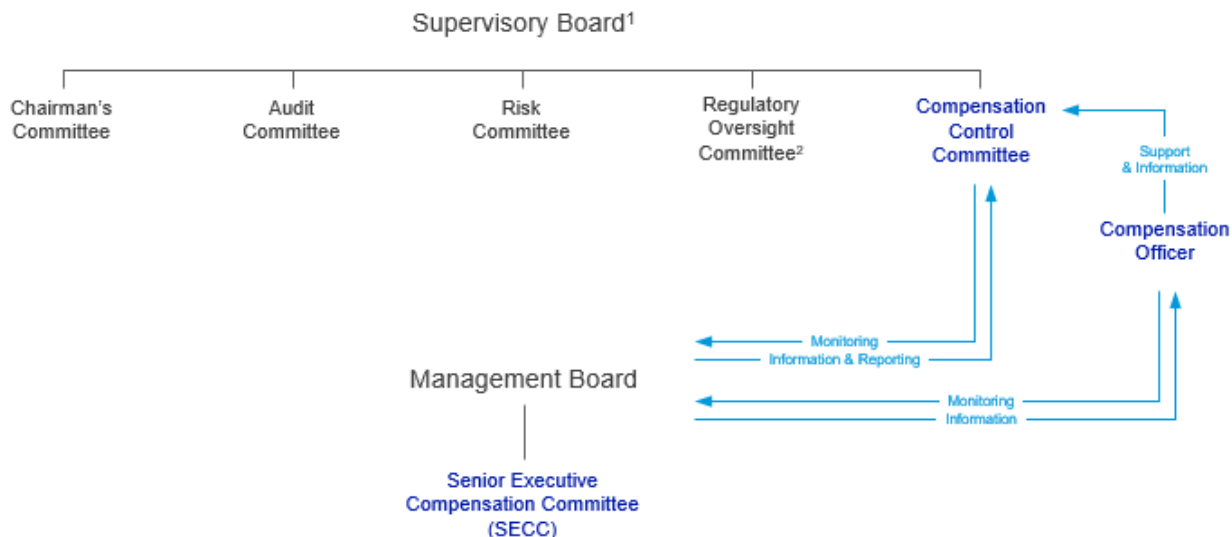 Supervisory Board¹
Chairman's
Committee
Audit
Committee
Risk
Committee
Regulatory
Oversight
Committee²
Compensation
Control
Committee
Support
& Information
Compensation
Officer
Monitoring
Information & Reporting
Management Board
Monitoring
Information
Senior Executive
Compensation Committee
(SECC)